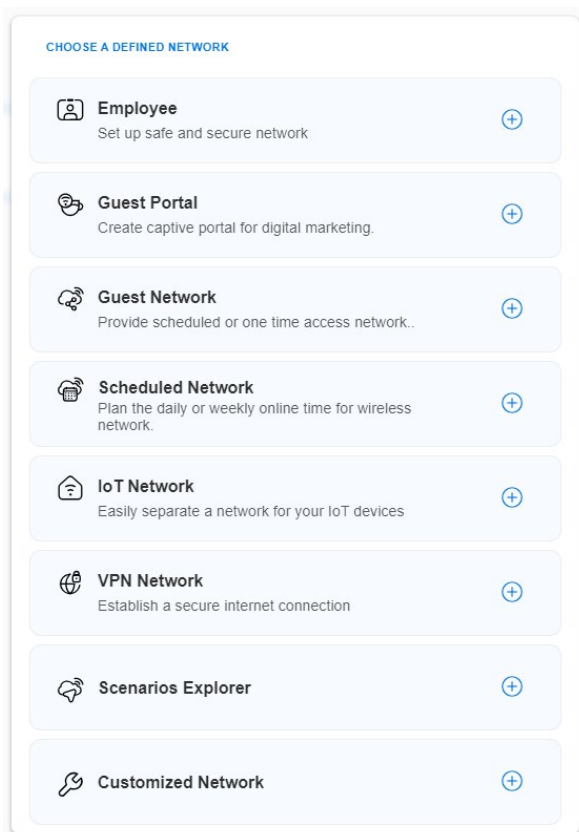 CHOOSE A DEFINED NETWORK
Employee
Set up safe and secure network
Guest Portal
Create captive portal for digital marketing.
Guest Network
Provide scheduled or one time access network..
Scheduled Network
Plan the daily or weekly online time for wireless
network.
IoT Network
Easily separate a network for your IoT devices
VPN Network
Establish a secure internet connection
Scenarios Explorer
Customized Network